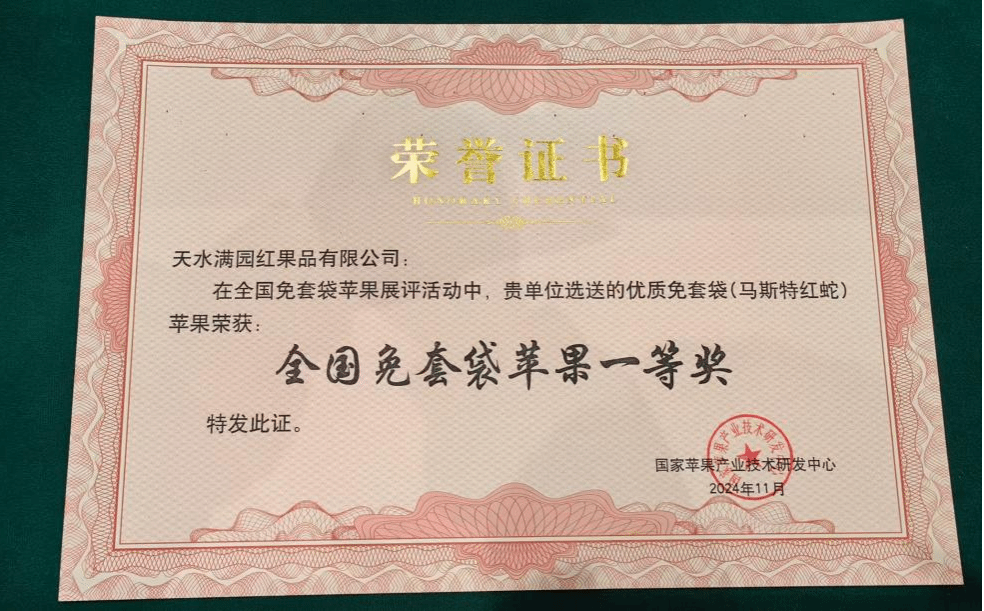 荣誉证书
HONORARY CREDENTIAL
天水满园红果品有限公司：
在全国免套袋苹果展评活动中，贵单位选送的优质免套袋（马斯特红蛇）
苹果荣获：
全国免套袋苹果一等奖
特发此证。
国家苹果产业技术研发中心
2024年11月